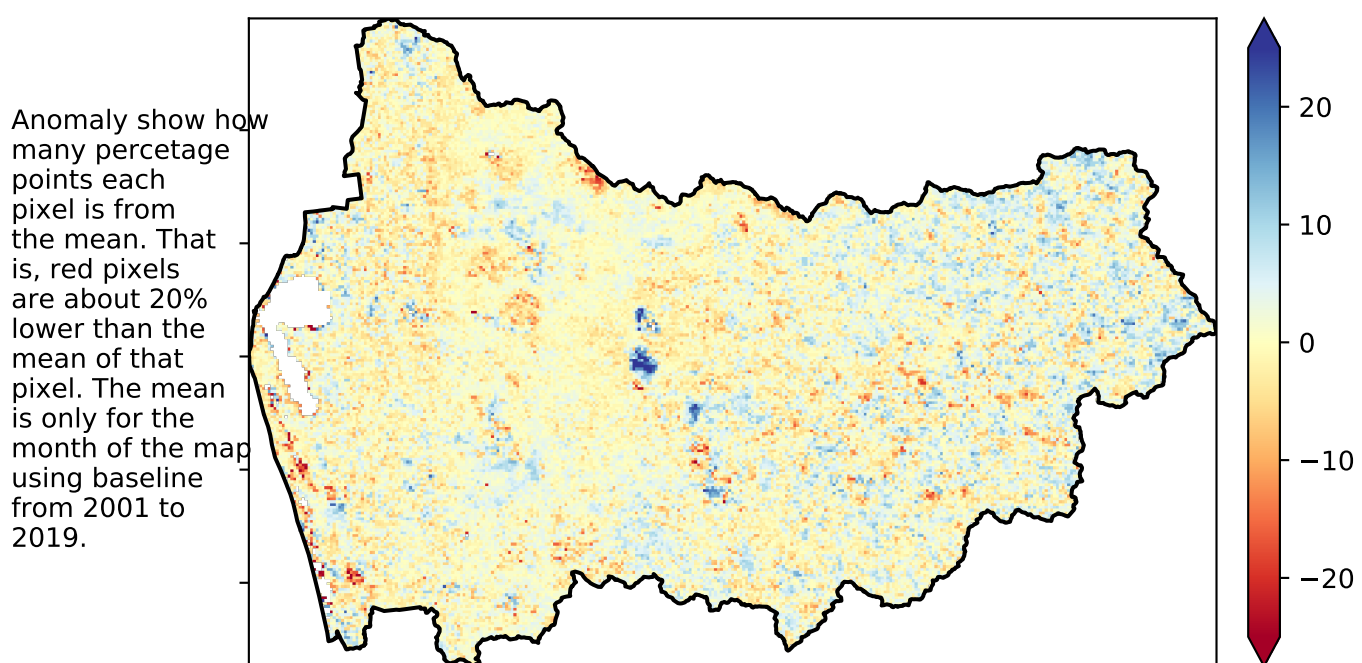 Anomaly show how
many percetage
points each
pixel is from
the mean. That
is, red pixels
are about 20%
lower than the
mean of that
pixel. The mean
is only for the
month of the map
using baseline
from 2001 to
2019.
20
10
0
−10
−20